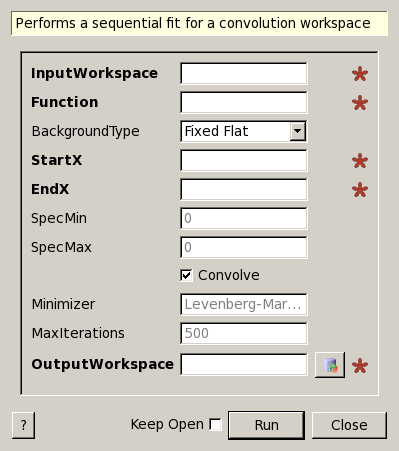 Performs a sequential fit for a convolution workspace
InputWorkspace
Function
BackgroundType Fixed Flat
StartX
EndX
SpecMin 0
SpecMax 0
Convolve
Minimizer Levenberg-Mar...
MaxIterations 500
OutputWorkspace
? Keep Open Run Close